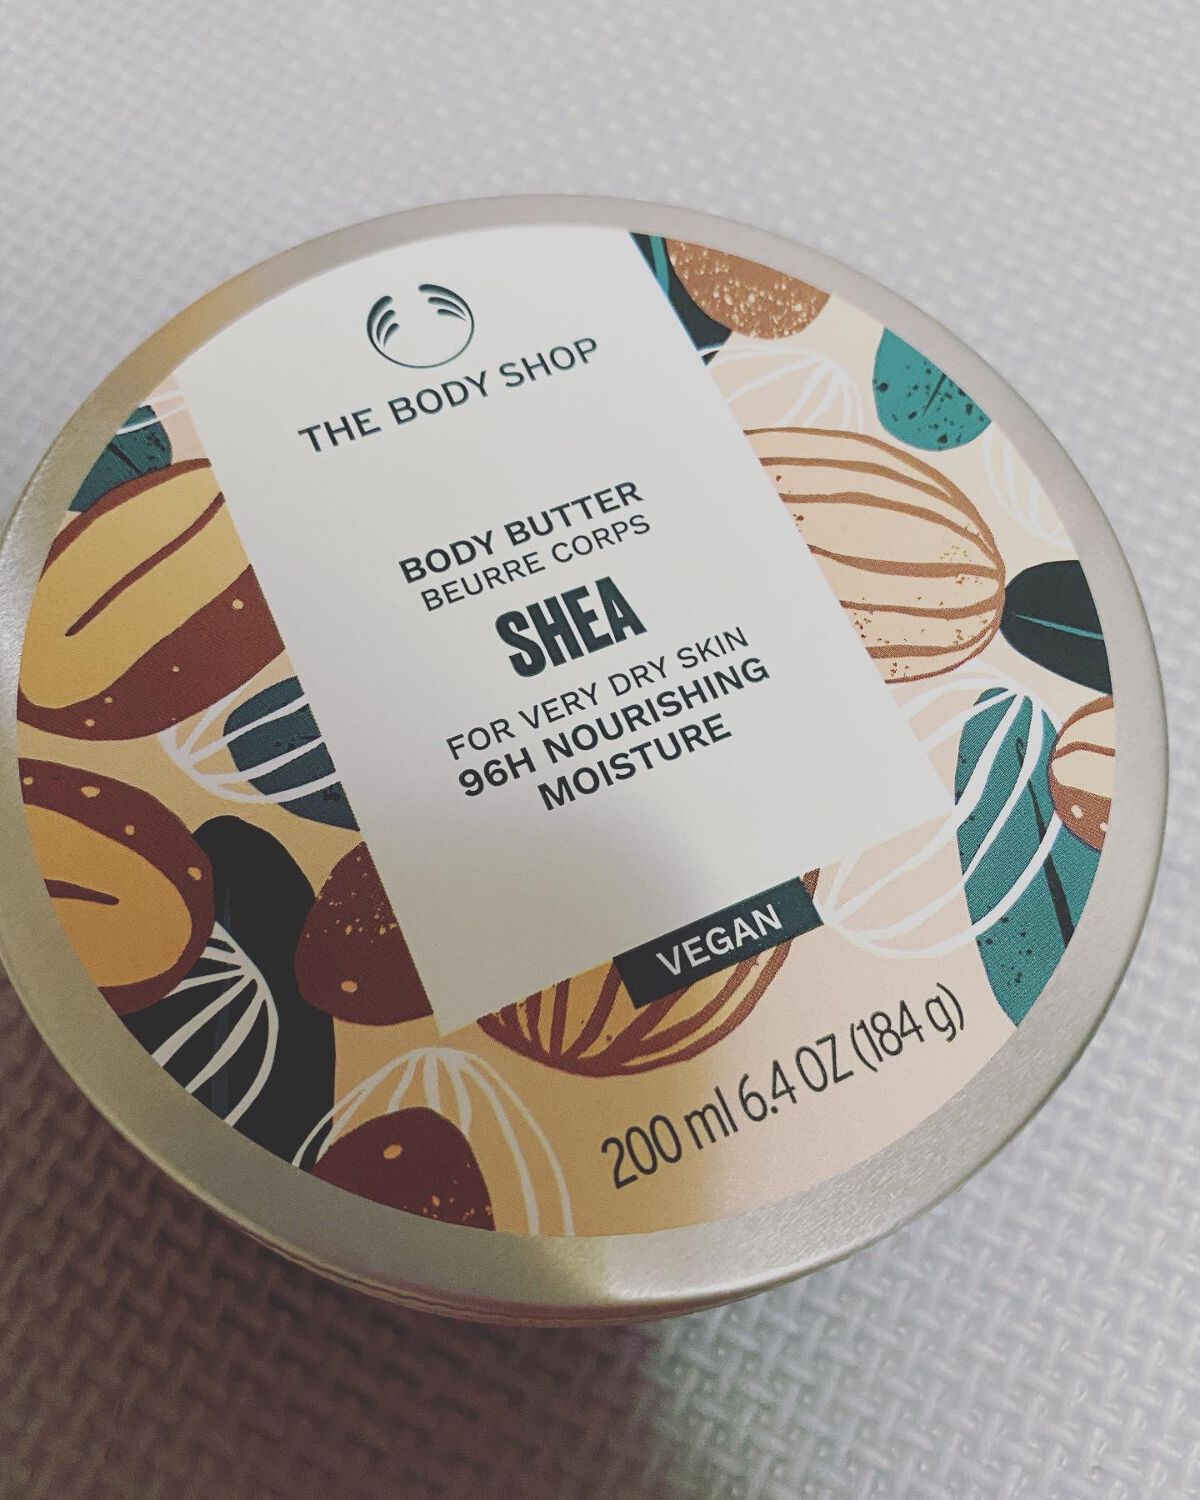 THE BODY SHOP
BODY BUTTER
BEURRE CORPS
SHEA
FOR VERY DRY SKIN
96H NOURISHING
MOISTURE
VEGAN
200 ml 6.4 OZ (184 g)